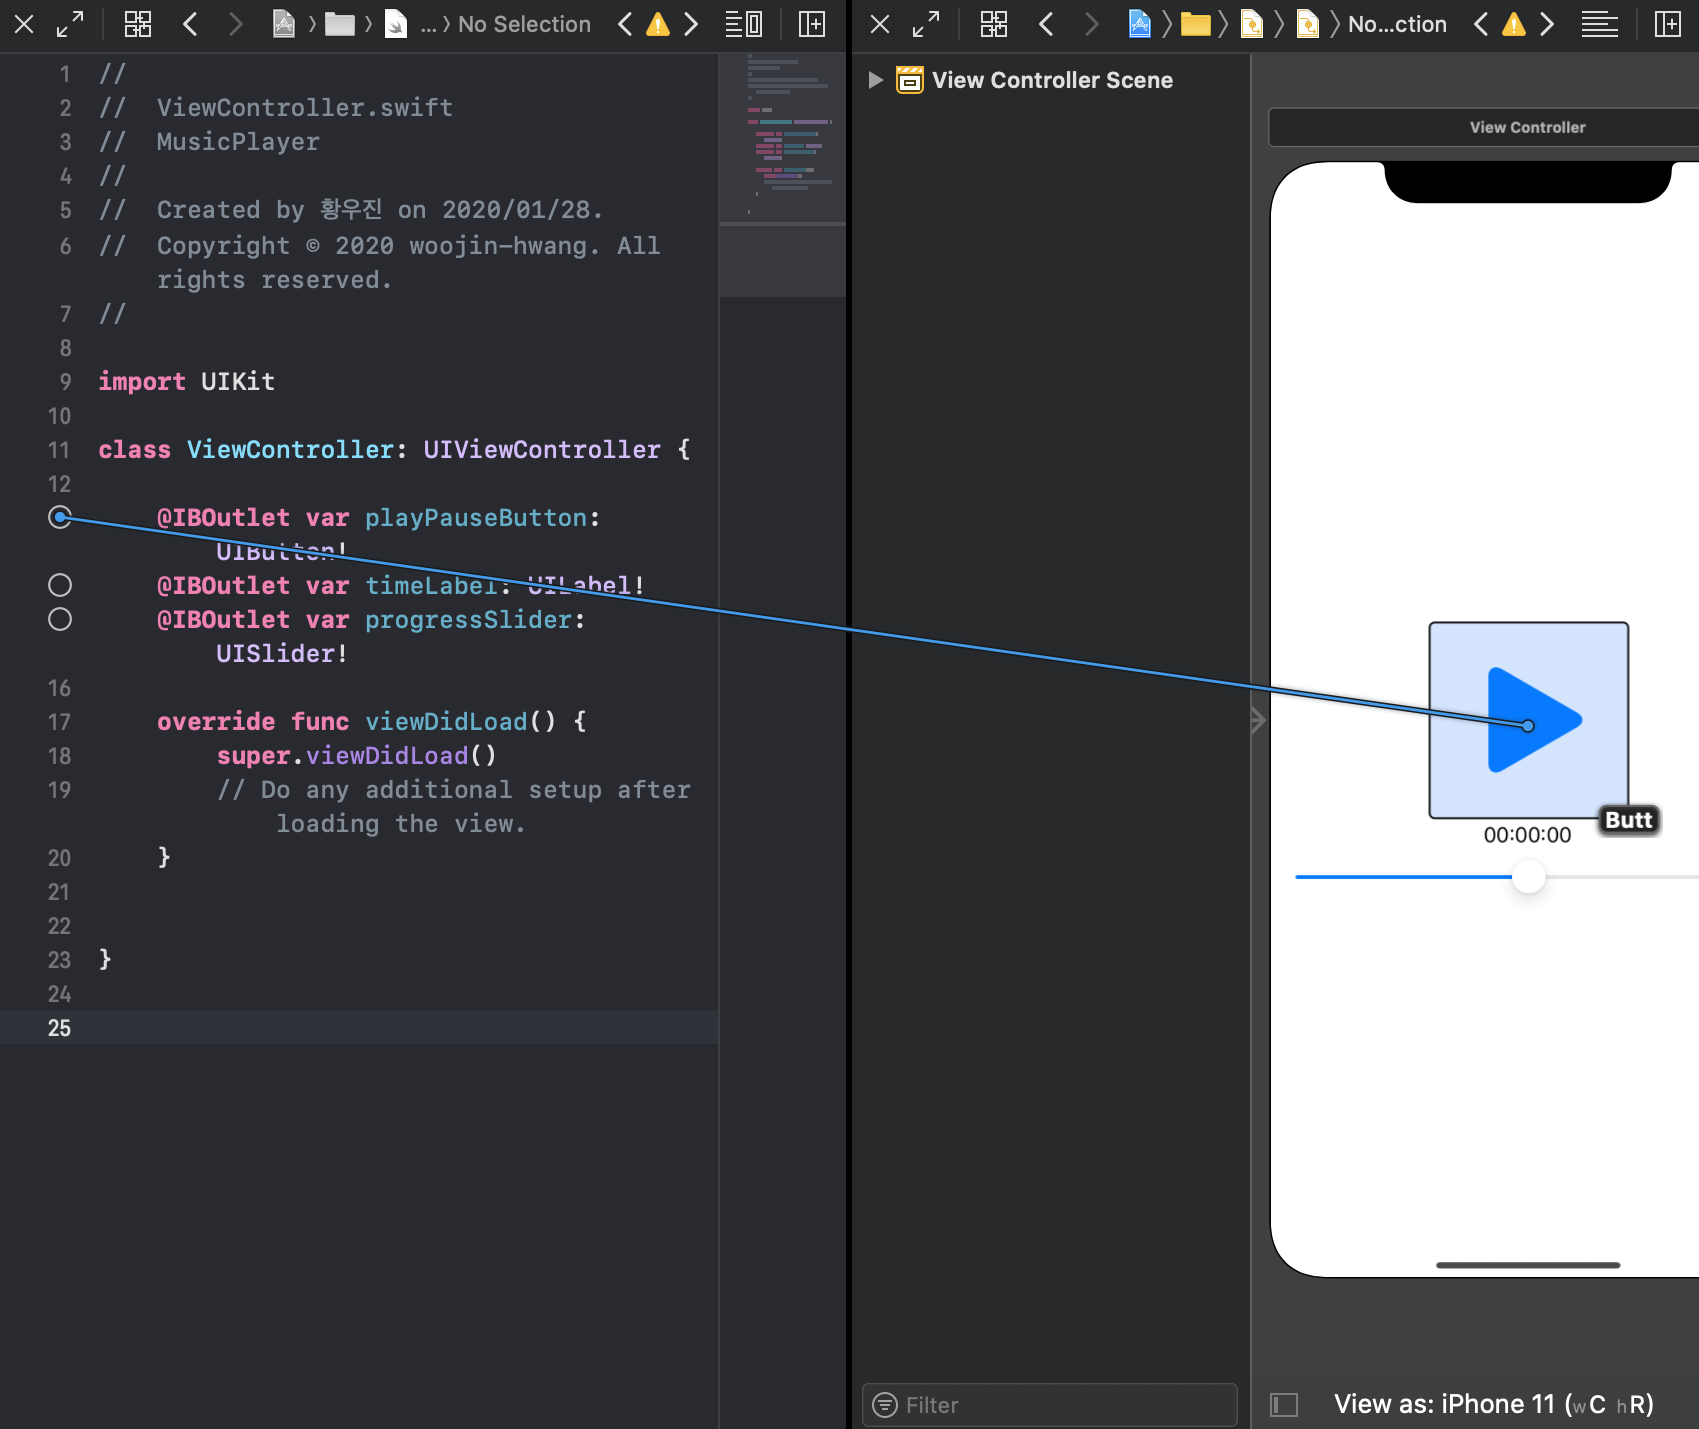 ... No Selection
No...ction
1 //
2 //  ViewController.swift
3 //  MusicPlayer
4 //
5 //  Created by 황우진 on 2020/01/28.
6 //  Copyright © 2020 woojin-hwang. All
rights reserved.
7 //
8
9 import UIKit
10
11 class ViewController: UIViewController {
12
@IBOutlet var playPauseButton:
UIButton!
@IBOutlet var timeLabel: UILabel!
@IBOutlet var progressSlider:
UISlider!
16
17 override func viewDidLoad() {
18 super.viewDidLoad()
19 // Do any additional setup after
loading the view.
20 }
21
22
23 }
24
25
View Controller Scene
View Controller
Butt
00:00:00
Filter
View as: iPhone 11 (wC hR)